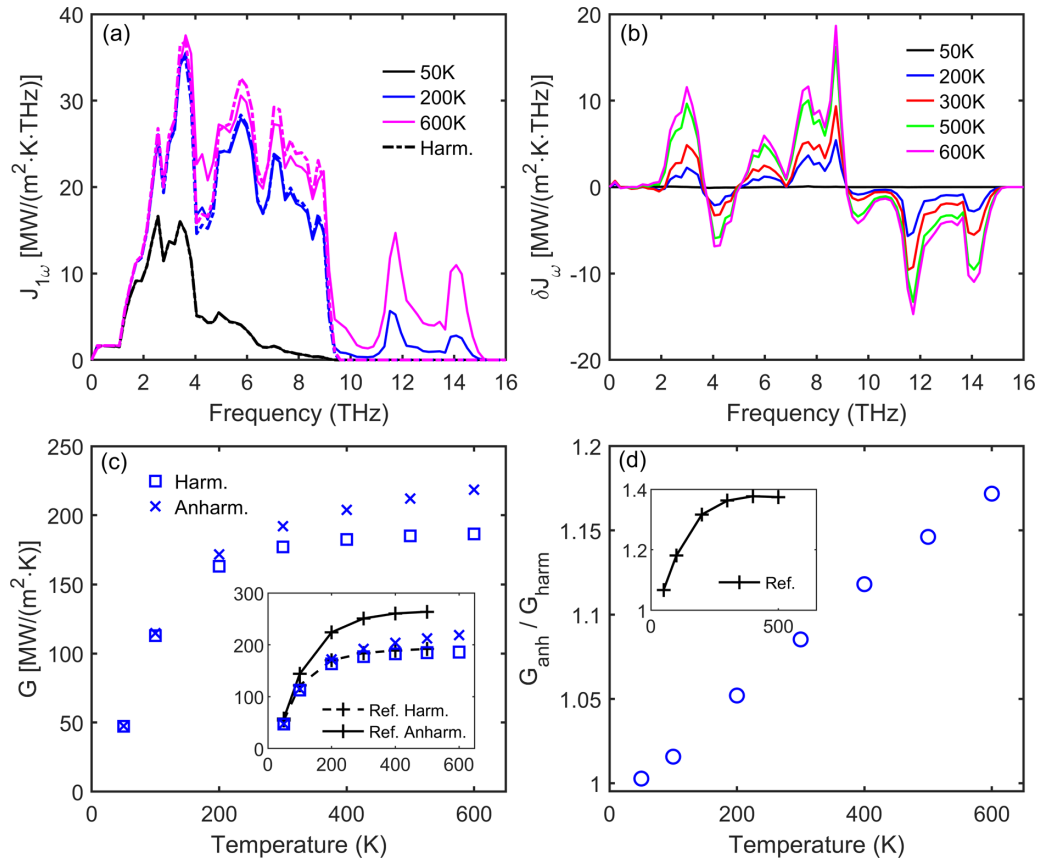 (a)
40
30
20
10
0
J1ω [MW/(m²·K·THz)]
50K
200K
600K
Harm.
0 2 4 6 8 10 12 14 16
Frequency (THz)
(b)
20
10
0
-10
-20
δJω [MW/(m²·K·THz)]
50K
200K
300K
500K
600K
0 2 4 6 8 10 12 14 16
Frequency (THz)
(c)
250
200
150
100
50
0
G [MW/(m²·K)]
Harm.
Anharm.
300
200
100
0
Ref. Harm.
Ref. Anharm.
0 200 400 600
0 200 400 600
Temperature (K)
(d)
1.2
1.15
1.1
1.05
1
Ganh / Gharm
1.4
1.2
1
Ref.
0 500
0 200 400 600
Temperature (K)